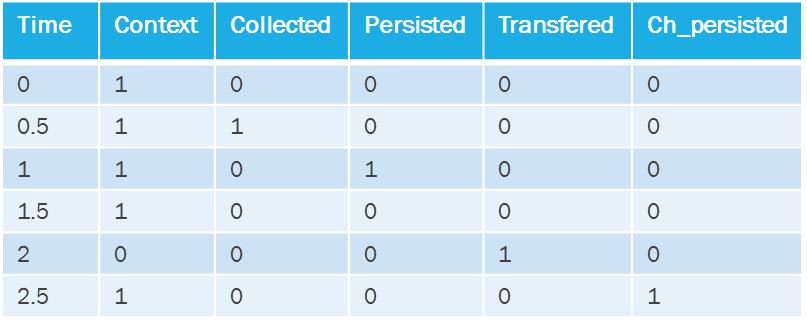 Time Context Collected Persisted Transfered Ch_persisted
0 1 0 0 0 0
0.5 1 1 0 0 0
1 1 0 1 0 0
1.5 1 0 0 0 0
2 0 0 0 1 0
2.5 1 0 0 0 1